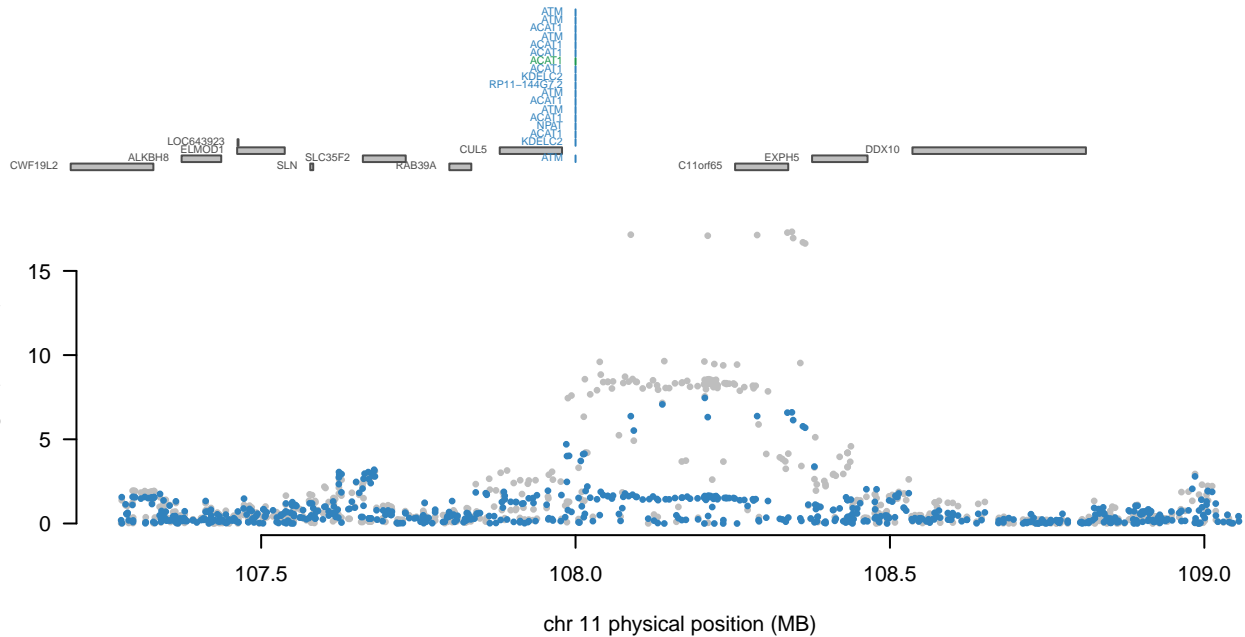 ATM
ATM
ACAT1
ATM
ACAT1
ACAT1
ACAT1
ACAT1
KDELC2
RP11−144G7.2
ATM
ACAT1
ATM
ACAT1
NPAT
ACAT1
KDELC2
LOC643923
ELMOD1
CUL5
DDX10
ALKBH8
SLC35F2
ATM
EXPH5
CWF19L2
SLN
RAB39A
C11orf65
15
10
5
0
107.5
108.0
108.5
109.0
chr 11 physical position (MB)